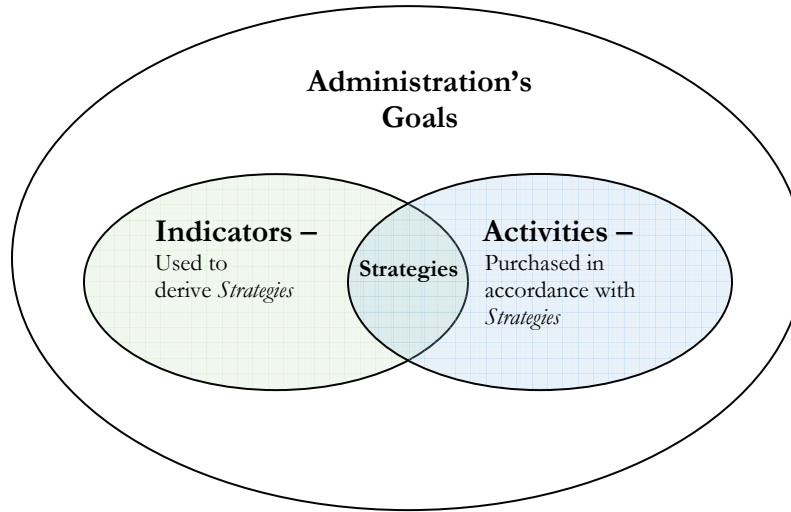 Administration’s
Goals
Indicators –
Used to
derive Strategies
Strategies
Activities –
Purchased in
accordance with
Strategies